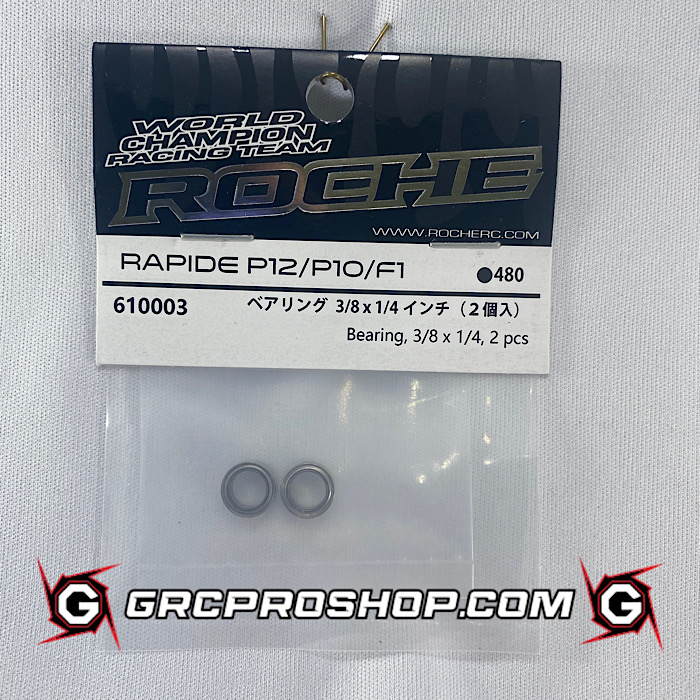 WORLD
CHAMPION
RACING TEAM
ROCHE
WWW.ROCHERC.COM
RAPIDE P12/P10/F1 ●480
610003 ベアリング 3/8 x 1/4 インチ（２個入）
Bearing, 3/8 x 1/4, 2 pcs
G GRCPROSHOP.COM G